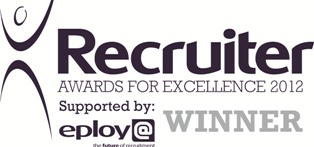 Recruiter
AWARDS FOR EXCELLENCE 2012
Supported by:
eploy@ WINNER
the future of recruitment